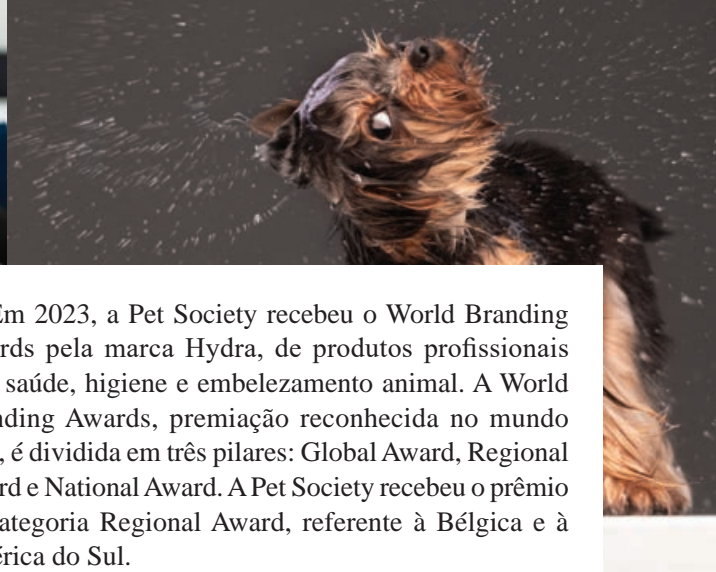 Em 2023, a Pet Society recebeu o World Branding
rds pela marca Hydra, de produtos profissionais
saúde, higiene e embelezamento animal. A World
nding Awards, premiação reconhecida no mundo
, é dividida em três pilares: Global Award, Regional
rd e National Award. A Pet Society recebeu o prêmio
ategoria Regional Award, referente à Bélgica e à
érica do Sul.